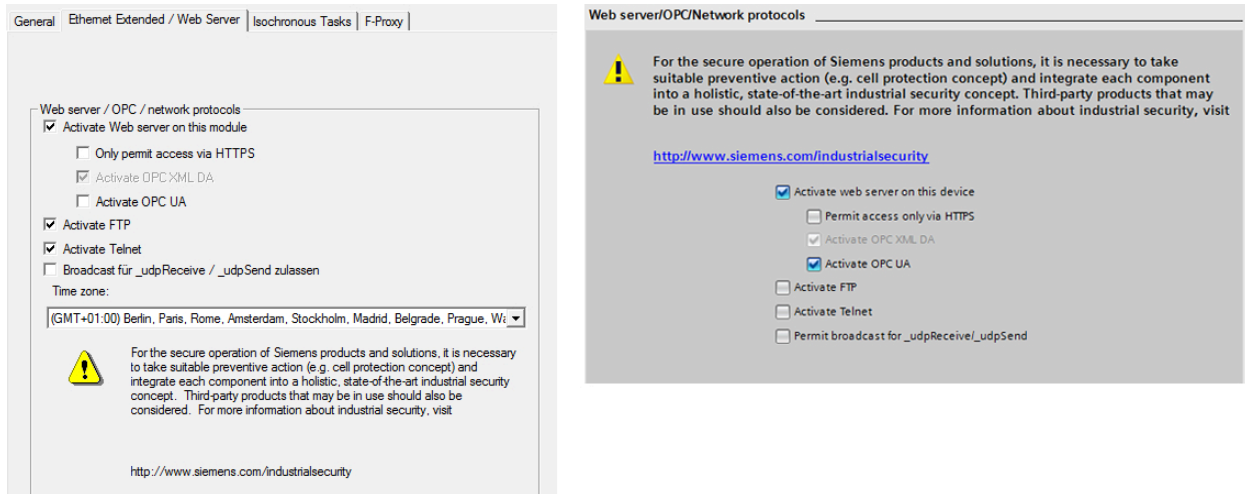 General Ethernet Extended / Web Server Isochronous Tasks F-Proxy
Web server / OPC / network protocols
Activate Web server on this module
Only permit access via HTTPS
Activate OPC XML DA
Activate OPC UA
Activate FTP
Activate Telnet
Broadcast für _udpReceive / _udpSend zulassen
Time zone:
(GMT+01:00) Berlin, Paris, Rome, Amsterdam, Stockholm, Madrid, Belgrade, Prague,
For the secure operation of Siemens products and solutions, it is necessary
to take suitable preventive action (e.g. cell protection concept) and
integrate each component into a holistic, state-of-the-art industrial security
concept. Third-party products that may be in use should also be
considered. For more information about industrial security, visit
http://www.siemens.com/industrialsecurity
Web server/OPC/Network protocols
For the secure operation of Siemens products and solutions, it is necessary to take
suitable preventive action (e.g. cell protection concept) and integrate each component
into a holistic, state-of-the-art industrial security concept. Third-party products that may
be in use should also be considered. For more information about industrial security, visit
http://www.siemens.com/industrialsecurity
Activate web server on this device
Permit access only via HTTPS
Activate OPC XML DA
Activate OPC UA
Activate FTP
Activate Telnet
Permit broadcast for _udpReceive/_udpSend